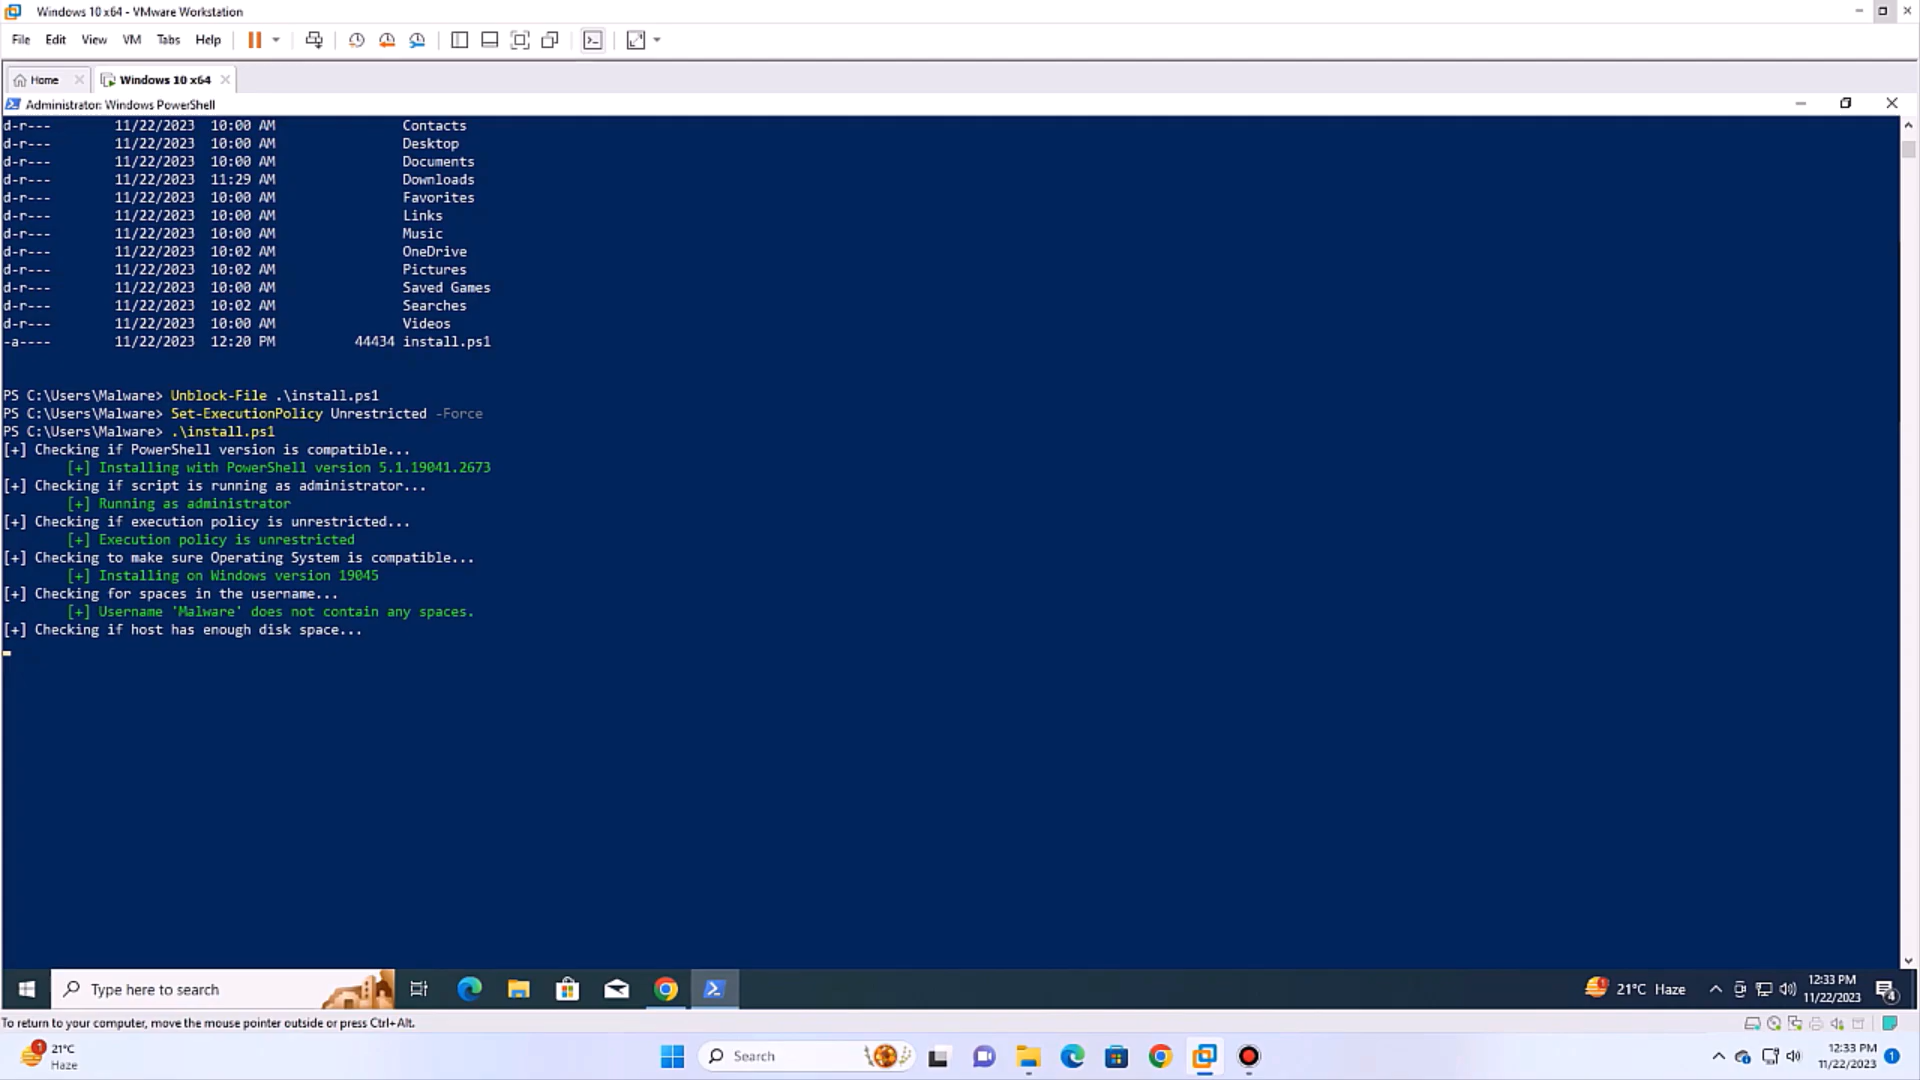 Windows 10 x64 - VMware Workstation
File Edit View VM Tabs Help
Home
Windows 10 x64
Administrator: Windows PowerShell
d-r--- 11/22/2023 10:00 AM Contacts
d-r--- 11/22/2023 10:00 AM Desktop
d-r--- 11/22/2023 10:00 AM Documents
d-r--- 11/22/2023 11:29 AM Downloads
d-r--- 11/22/2023 10:00 AM Favorites
d-r--- 11/22/2023 10:00 AM Links
d-r--- 11/22/2023 10:00 AM Music
d-r--- 11/22/2023 10:02 AM OneDrive
d-r--- 11/22/2023 10:02 AM Pictures
d-r--- 11/22/2023 10:00 AM Saved Games
d-r--- 11/22/2023 10:02 AM Searches
d-r--- 11/22/2023 10:00 AM Videos
-a---- 11/22/2023 12:20 PM 44434 install.ps1
PS C:\Users\Malware> Unblock-File .\install.ps1
PS C:\Users\Malware> Set-ExecutionPolicy Unrestricted -Force
PS C:\Users\Malware> .\install.ps1
[+] Checking if PowerShell version is compatible...
[+] Installing with PowerShell version 5.1.19041.2673
[+] Checking if script is running as administrator...
[+] Running as administrator
[+] Checking if execution policy is unrestricted...
[+] Execution policy is unrestricted
[+] Checking to make sure Operating System is compatible...
[+] Installing on Windows version 19045
[+] Checking for spaces in the username...
[+] Username 'Malware' does not contain any spaces.
[+] Checking if host has enough disk space...
Type here to search
21°C Haze
12:33 PM
11/22/2023
4
To return to your computer, move the mouse pointer outside or press Ctrl+Alt.
1
21°C
Haze
Search
12:33 PM
11/22/2023
1